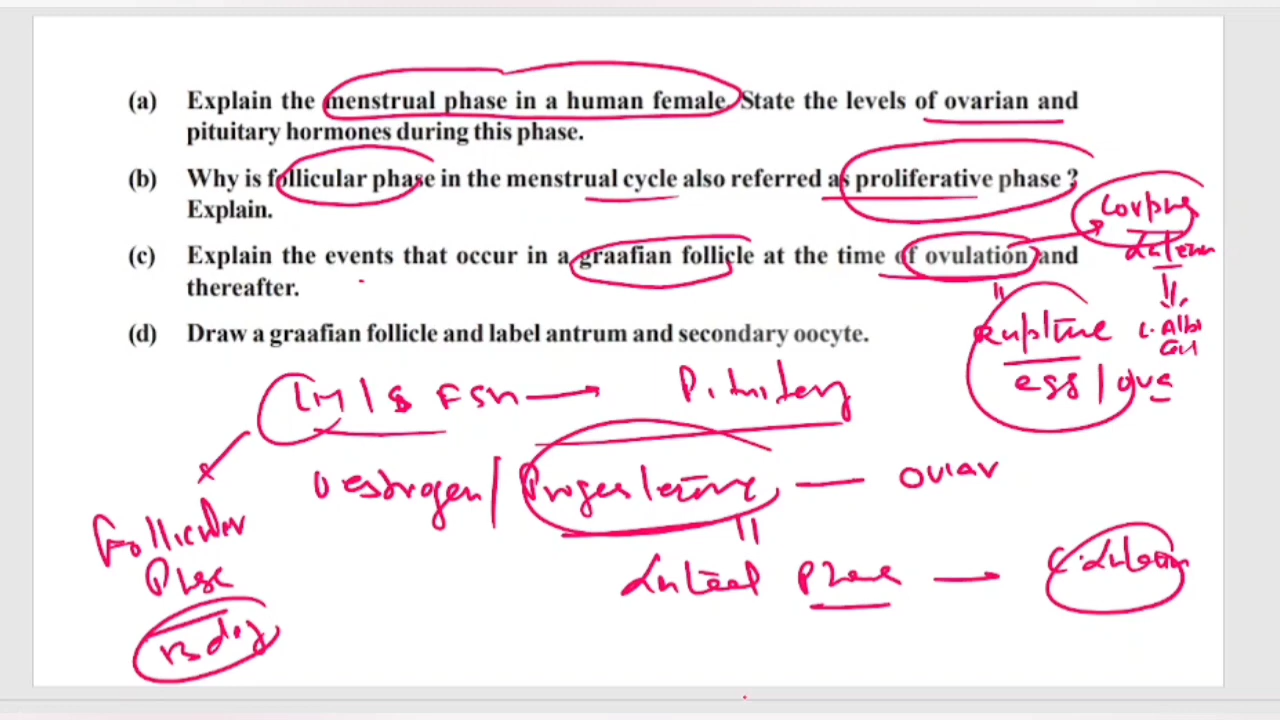 (a) Explain the menstrual phase in a human female. State the levels of ovarian and
pituitary hormones during this phase.
(b) Why is follicular phase in the menstrual cycle also referred as proliferative phase ?
Explain.
(c) Explain the events that occur in a graafian follicle at the time of ovulation and
thereafter.
(d) Draw a graafian follicle and label antrum and secondary oocyte.
Corpus
Luteum
Rupture
egg / ova
FSH → Pituitary
Oestrogen / Progesterone — ovar
Follicular
Phase
Luteal phase → C. Luteum